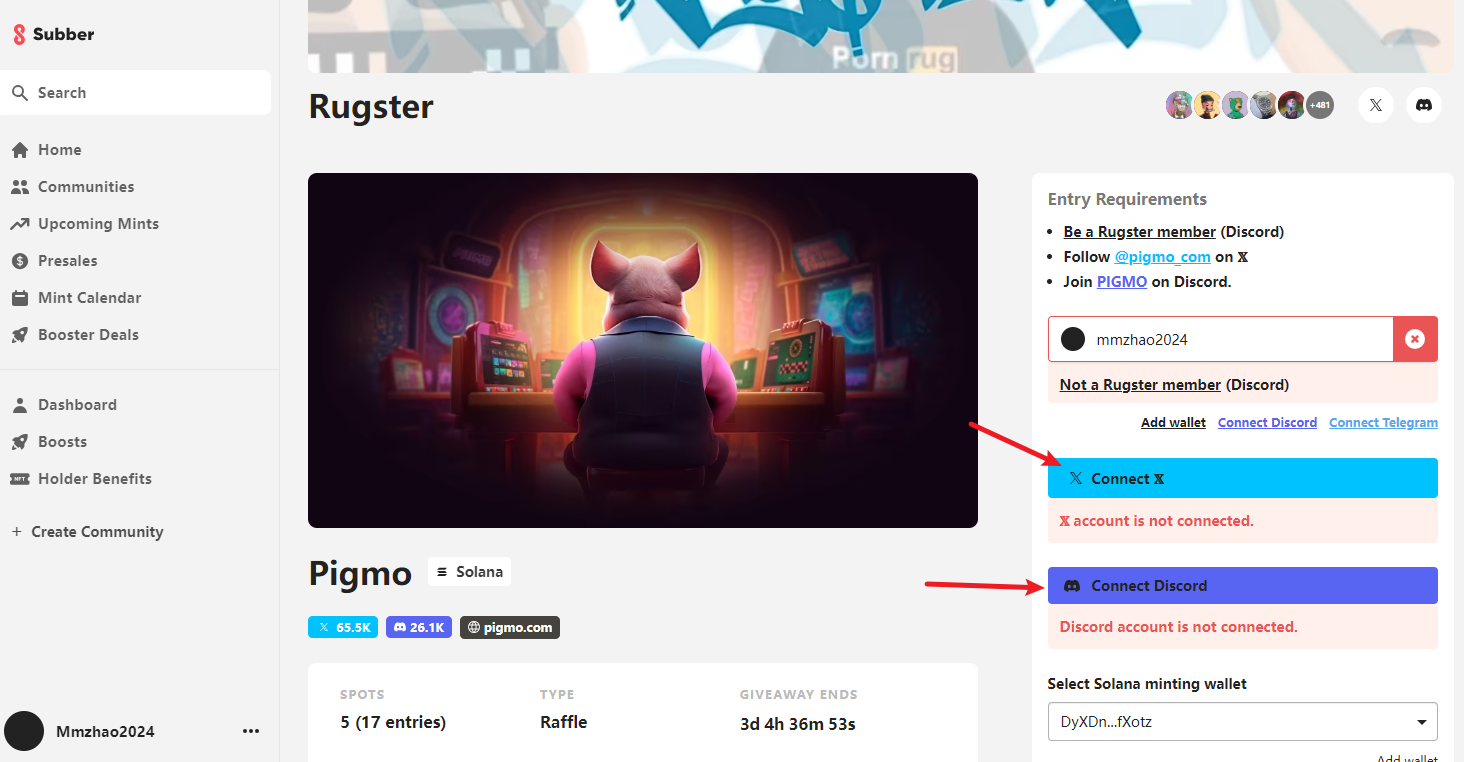 Subber
Search
Home
Communities
Upcoming Mints
Presales
Mint Calendar
Booster Deals
Dashboard
Boosts
NFT
Holder Benefits
+ Create Community
Mmzhao2024
Porn rug
Rugster
+481
Pigmo
Solana
65.5K
26.1K
pigmo.com
SPOTS
5 (17 entries)
TYPE
Raffle
GIVEAWAY ENDS
3d 4h 36m 53s
Entry Requirements
• Be a Rugster member (Discord)
• Follow @pigmo_com on 𝕏
• Join PIGMO on Discord.
mmzhao2024
Not a Rugster member (Discord)
Add wallet Connect Discord Connect Telegram
𝕏 Connect 𝕏
𝕏 account is not connected.
Connect Discord
Discord account is not connected.
Select Solana minting wallet
DyXDn...fXotz
Add wallet